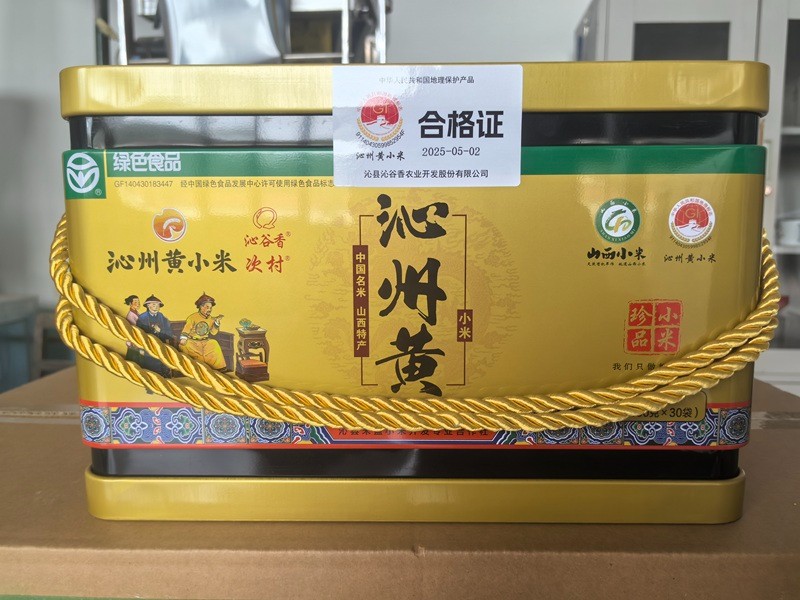 中华人民共和国地理保护产品
合格证
2025-05-02
沁州黄小米
沁县沁谷香农业开发股份有限公司
绿色食品
GF140430183447 经中国绿色食品发展中心许可使用绿色食品标志
沁州黄小米
沁谷香®
次村®
中国名米 山西特产
沁州黄
小米
山西小米
沁州黄小米
小米
珍品
我们只做
克×30袋）